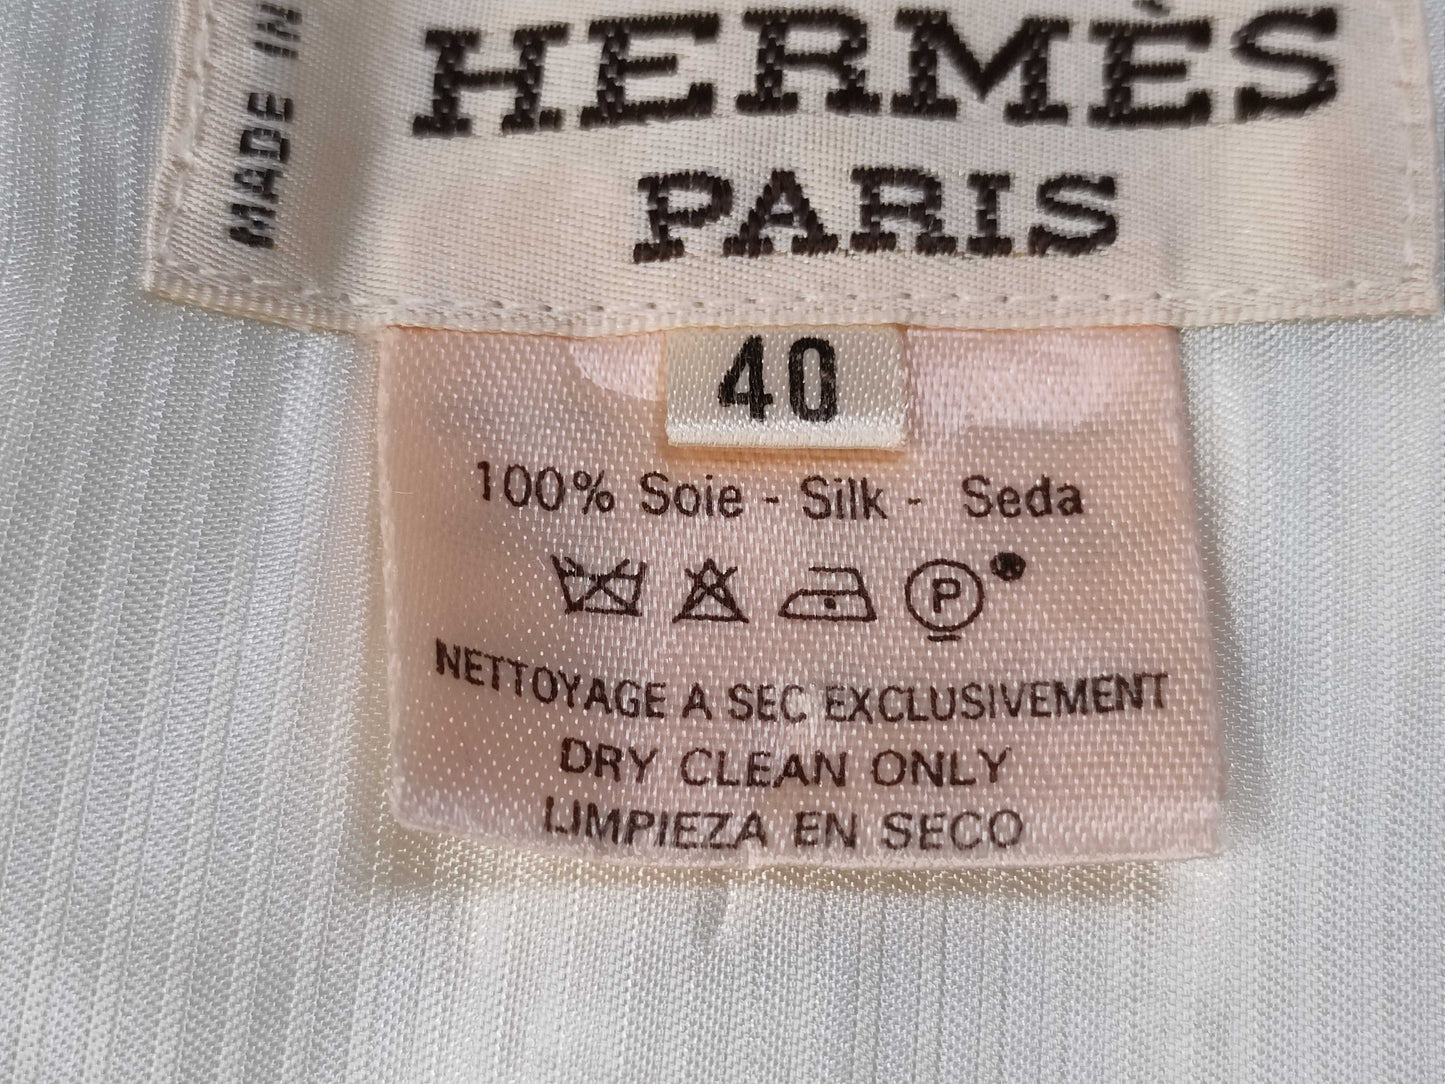 MADE IN
HERMÈS
PARIS
40
100% Soie - Silk - Seda
P
NETTOYAGE A SEC EXCLUSIVEMENT
DRY CLEAN ONLY
LIMPIEZA EN SECO